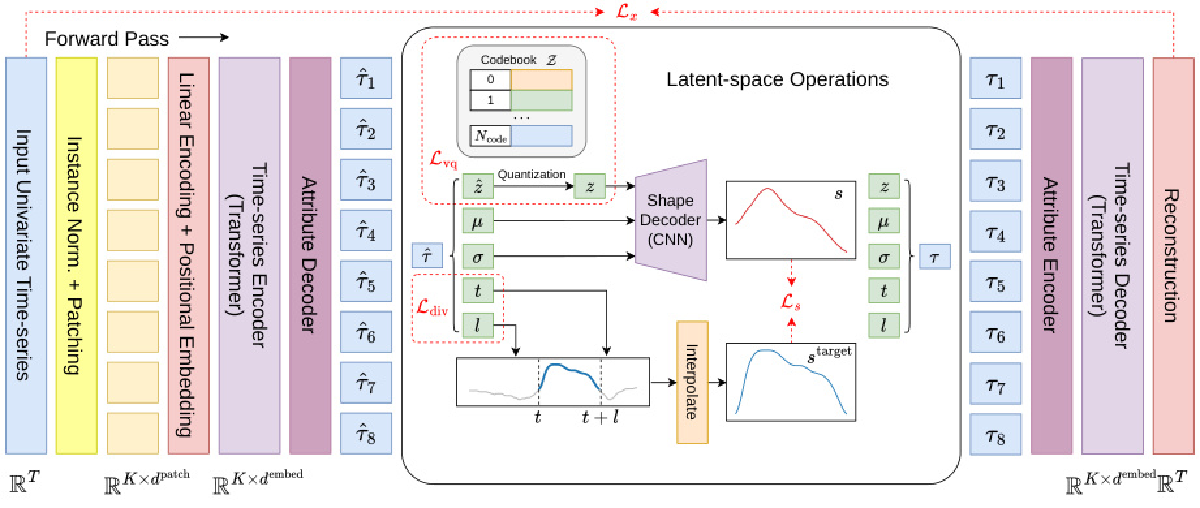 $\mathcal{L}_x$
Forward Pass
Input Univariate Time-series
Instance Norm. + Patching
Linear Encoding + Positional Embedding
Time-series Encoder
(Transformer)
Attribute Decoder
$\hat{\tau}_1$
$\hat{\tau}_2$
$\hat{\tau}_3$
$\hat{\tau}_4$
$\hat{\tau}_5$
$\hat{\tau}_6$
$\hat{\tau}_7$
$\hat{\tau}_8$
Latent-space Operations
Codebook $\mathcal{Z}$
0
1
...
$N_{\text{code}}$
$\mathcal{L}_{\text{vq}}$
$\hat{z}$
Quantization
$z$
$\mu$
$\sigma$
$t$
$l$
$\hat{\tau}$
$\mathcal{L}_{\text{div}}$
Shape
Decoder
(CNN)
$s$
$\mathcal{L}_s$
$s^{\text{target}}$
Interpolate
$t$
$t + l$
$z$
$\mu$
$\sigma$
$t$
$l$
$\tau$
$\tau_1$
$\tau_2$
$\tau_3$
$\tau_4$
$\tau_5$
$\tau_6$
$\tau_7$
$\tau_8$
Attribute Encoder
Time-series Decoder
(Transformer)
Reconstruction
$\mathbb{R}^T$
$\mathbb{R}^{K \times d^{\text{patch}}}$
$\mathbb{R}^{K \times d^{\text{embed}}}$
$\mathbb{R}^{K \times d^{\text{embed}}}$
$\mathbb{R}^T$